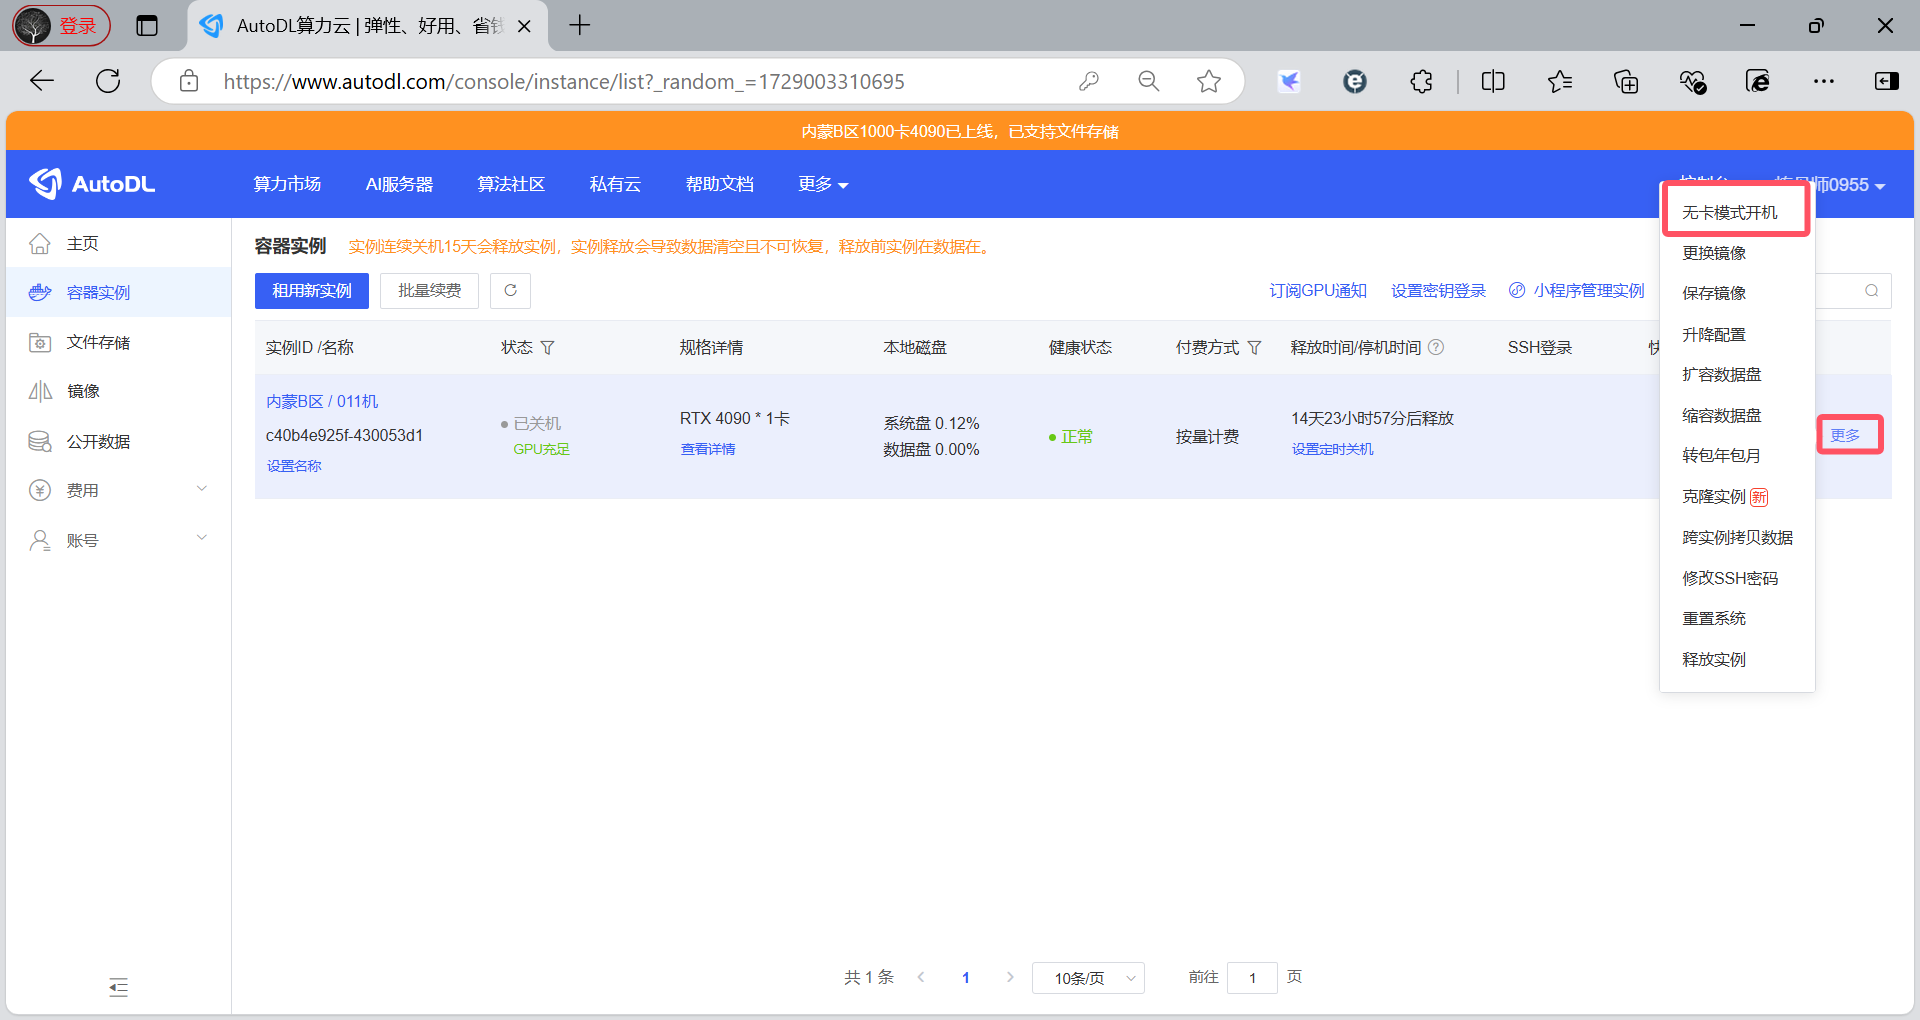 登录
AutoDL算力云 | 弹性、好用、省钱
https://www.autodl.com/console/instance/list?_random_=1729003310695
内蒙B区1000卡4090已上线，已支持文件存储
AutoDL
算力市场
AI服务器
算法社区
私有云
帮助文档
更多
师0955
主页
容器实例
文件存储
镜像
公开数据
费用
账号
容器实例
实例连续关机15天会释放实例，实例释放会导致数据清空且不可恢复，释放前实例在数据在。
租用新实例
批量续费
订阅GPU通知
设置密钥登录
小程序管理实例
实例ID /名称
状态
规格详情
本地磁盘
健康状态
付费方式
释放时间/停机时间
SSH登录
快
内蒙B区 / 011机
c40b4e925f-430053d1
设置名称
已关机
GPU充足
RTX 4090 * 1卡
查看详情
系统盘 0.12%
数据盘 0.00%
正常
按量计费
14天23小时57分后释放
设置定时关机
更多
无卡模式开机
更换镜像
保存镜像
升降配置
扩容数据盘
缩容数据盘
转包年包月
克隆实例 新
跨实例拷贝数据
修改SSH密码
重置系统
释放实例
共 1 条
1
10条/页
前往 1 页